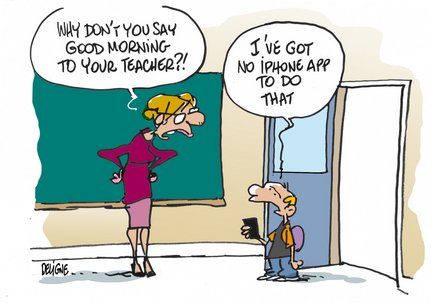 WHY DON'T YOU SAY
GOOD MORNING
TO YOUR TEACHER?!
I'VE GOT
NO iPHONE APP
TO DO
THAT
DELIGNE